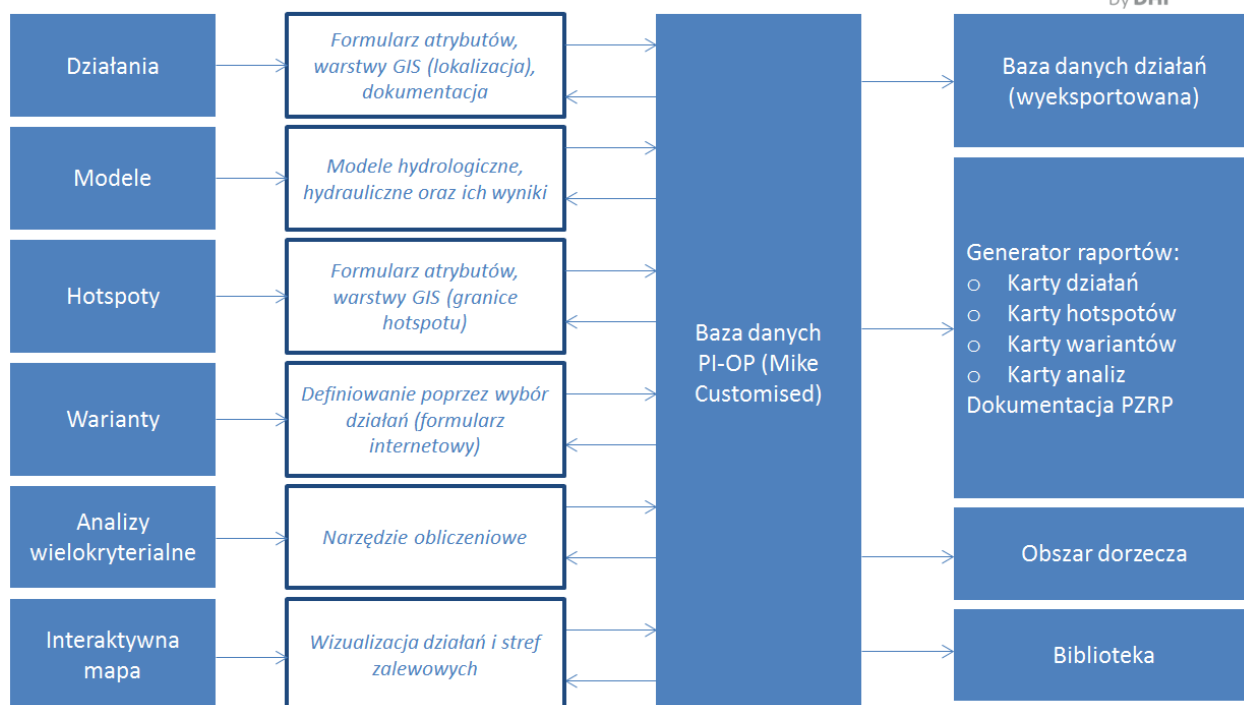 By DHI
Działania
Formularz atrybutów,
warstwy GIS (lokalizacja),
dokumentacja
Modele
Modele hydrologiczne,
hydrauliczne oraz ich wyniki
Hotspoty
Formularz atrybutów,
warstwy GIS (granice
hotspotu)
Warianty
Definiowanie poprzez wybór
działań (formularz
internetowy)
Analizy
wielokryterialne
Narzędzie obliczeniowe
Interaktywna
mapa
Wizualizacja działań i stref
zalewowych
Baza danych
PI-OP (Mike
Customised)
Baza danych działań
(wyeksportowana)
Generator raportów:
o Karty działań
o Karty hotspotów
o Karty wariantów
o Karty analiz
Dokumentacja PZRP
Obszar dorzecza
Biblioteka